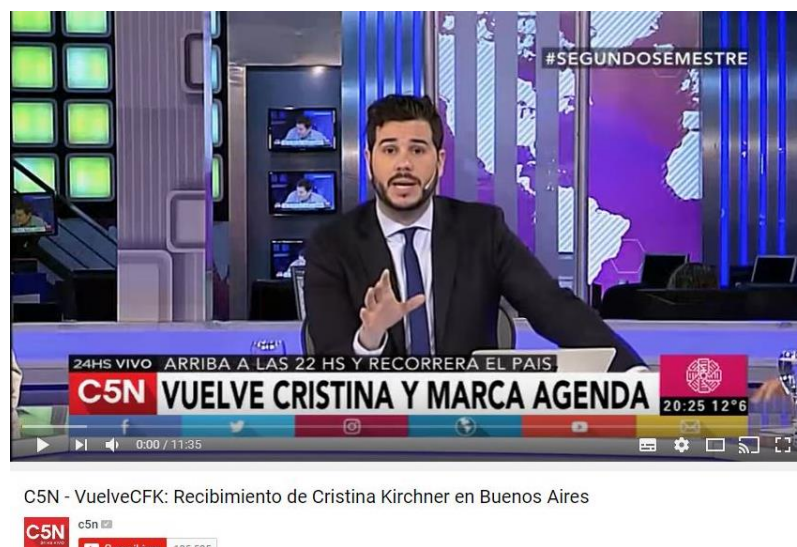 #SEGUNDOSEMESTRE
24HS VIVO ARRIBA A LAS 22 HS Y RECORRERÁ EL PAIS
C5N VUELVE CRISTINA Y MARCA AGENDA
20:25 12°6
0:00 / 11:35
C5N - VuelveCFK: Recibimiento de Cristina Kirchner en Buenos Aires
C5N
c5n